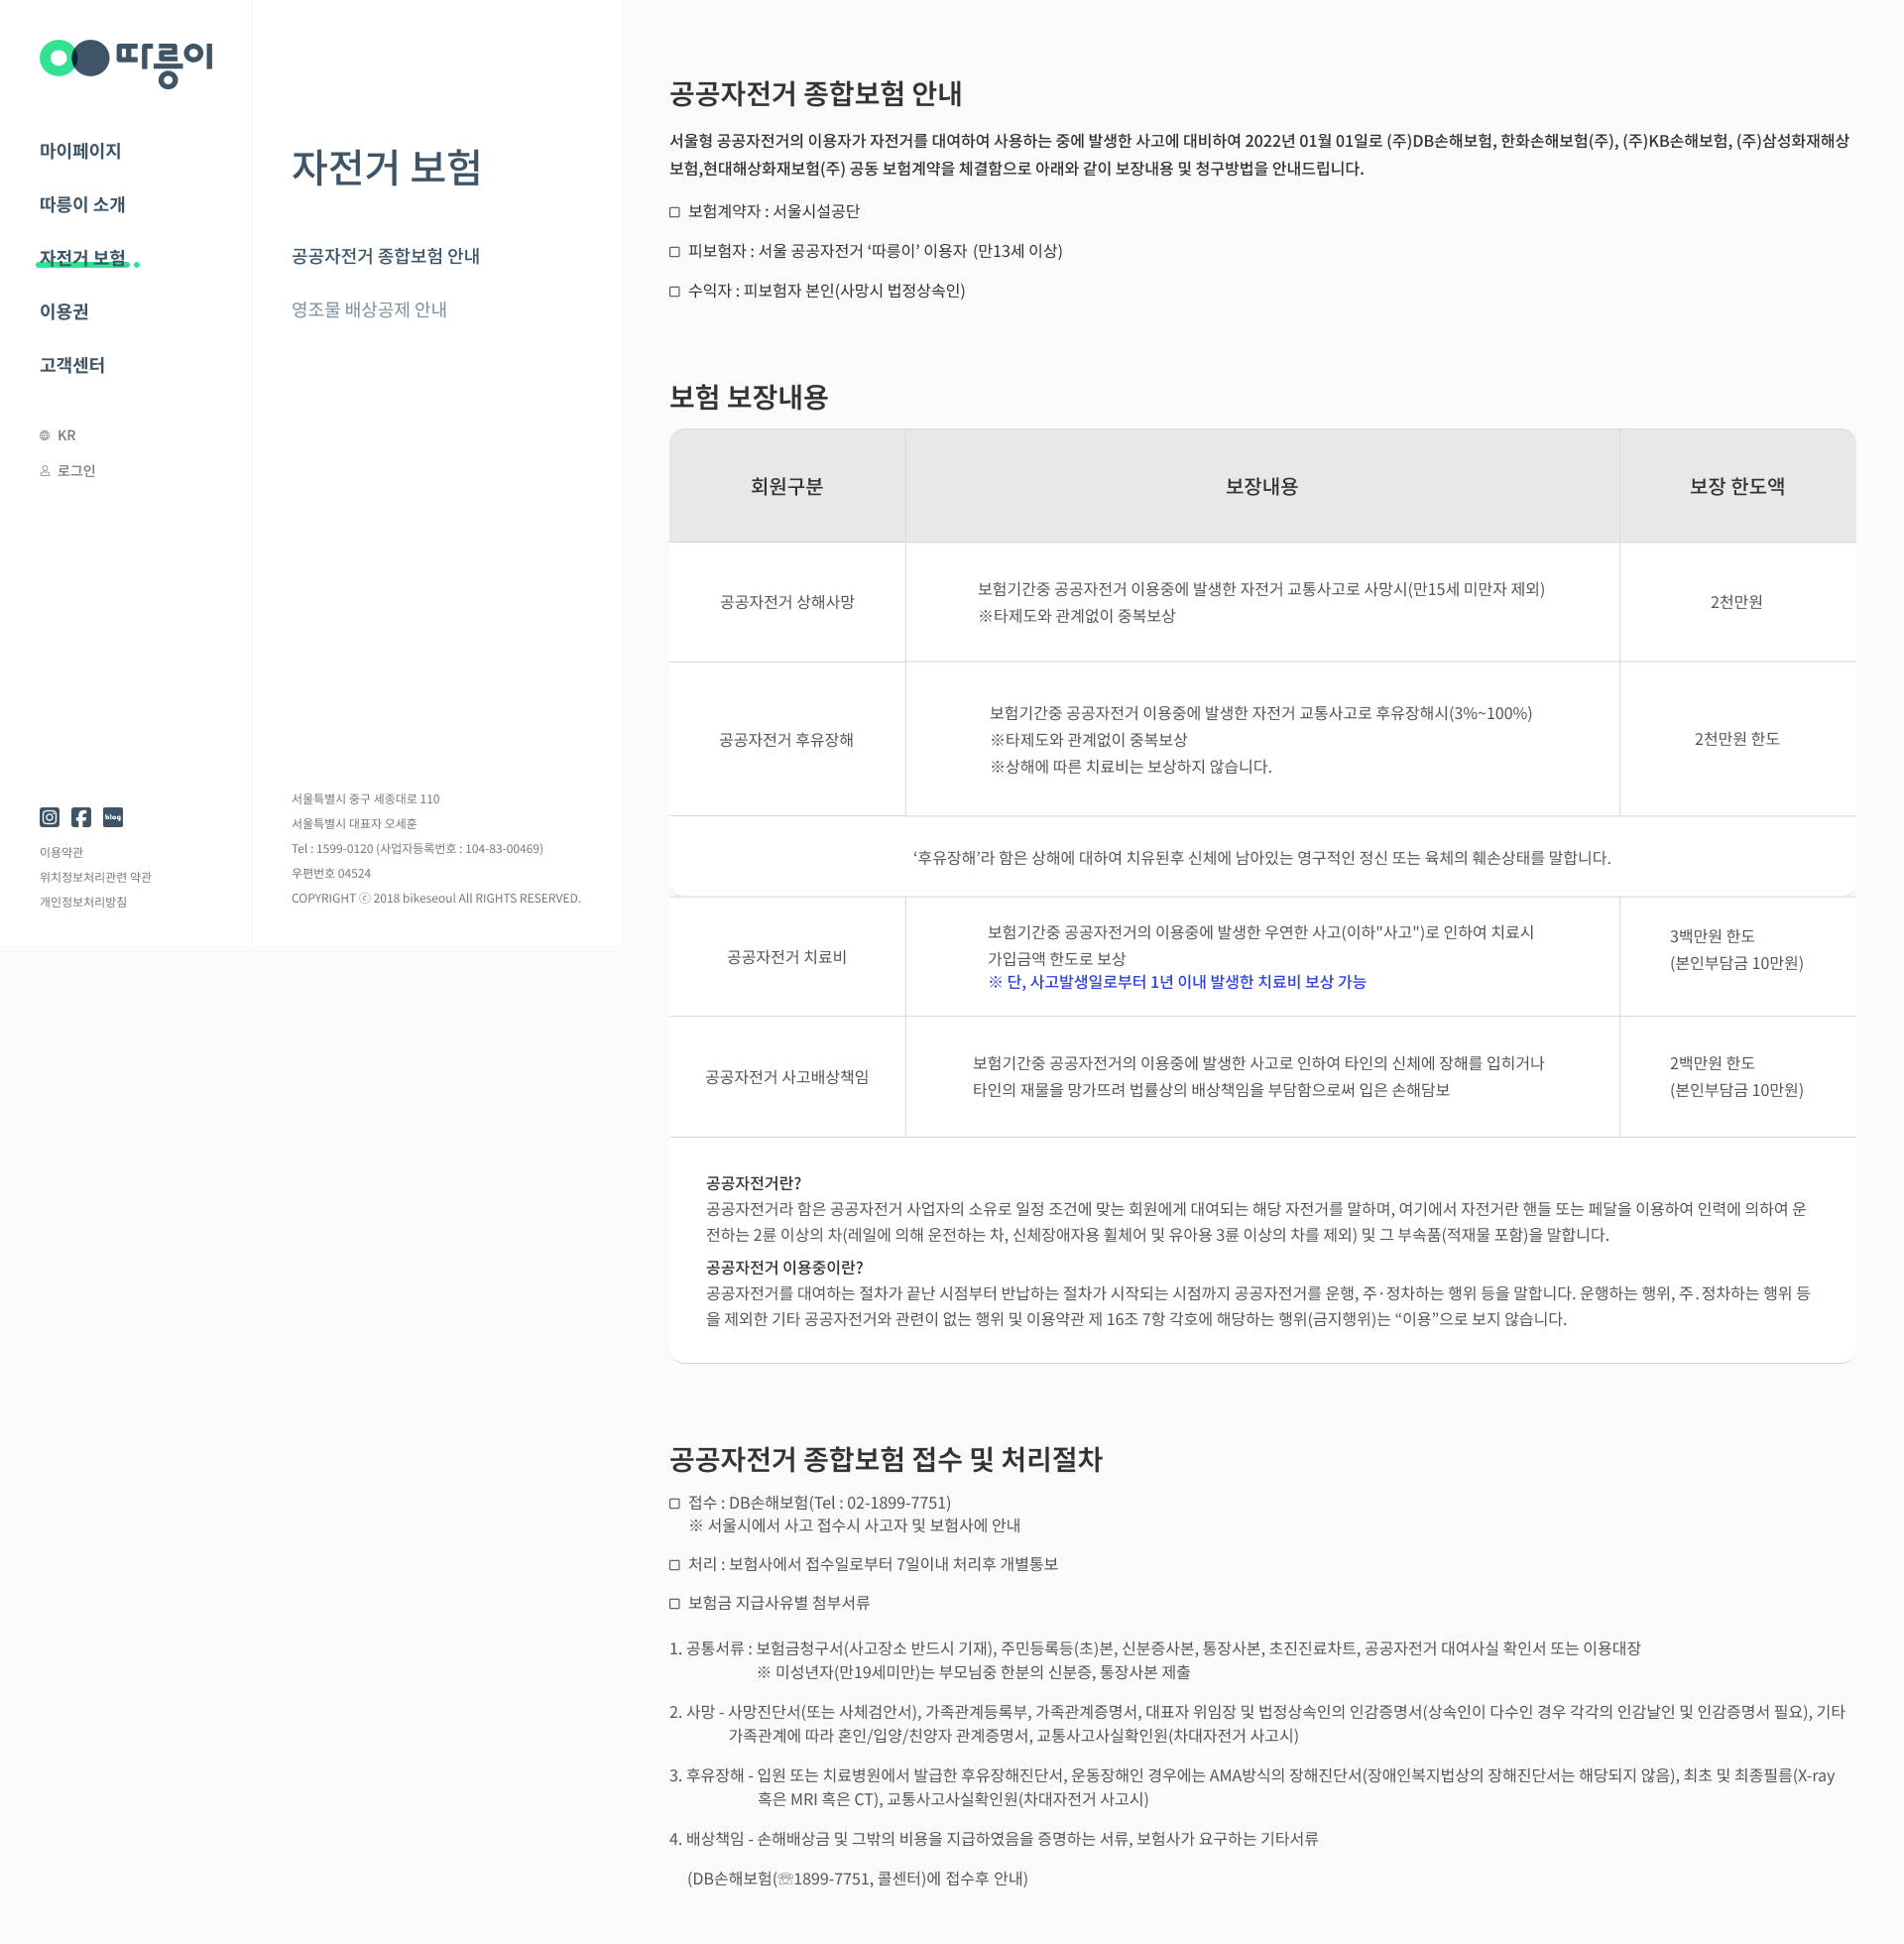 따릉이
마이페이지
따릉이 소개
자전거 보험
이용권
고객센터
KR
로그인
blog
이용약관
위치정보처리관련 약관
개인정보처리방침
자전거 보험
공공자전거 종합보험 안내
영조물 배상공제 안내
서울특별시 중구 세종대로 110
서울특별시 대표자 오세훈
Tel : 1599-0120 (사업자등록번호 : 104-83-00469)
우편번호 04524
COPYRIGHT ⓒ 2018 bikeseoul All RIGHTS RESERVED.
공공자전거 종합보험 안내
서울형 공공자전거의 이용자가 자전거를 대여하여 사용하는 중에 발생한 사고에 대비하여 2022년 01월 01일로 (주)DB손해보험, 한화손해보험(주), (주)KB손해보험, (주)삼성화재해상
보험,현대해상화재보험(주) 공동 보험계약을 체결함으로 아래와 같이 보장내용 및 청구방법을 안내드립니다.
보험계약자 : 서울시설공단
피보험자 : 서울 공공자전거 ‘따릉이’ 이용자 (만13세 이상)
수익자 : 피보험자 본인(사망시 법정상속인)
보험 보장내용
회원구분
보장내용
보장 한도액
공공자전거 상해사망
보험기간중 공공자전거 이용중에 발생한 자전거 교통사고로 사망시(만15세 미만자 제외)
※타제도와 관계없이 중복보상
2천만원
공공자전거 후유장해
보험기간중 공공자전거 이용중에 발생한 자전거 교통사고로 후유장해시(3%~100%)
※타제도와 관계없이 중복보상
※상해에 따른 치료비는 보상하지 않습니다.
2천만원 한도
‘후유장해’라 함은 상해에 대하여 치유된후 신체에 남아있는 영구적인 정신 또는 육체의 훼손상태를 말합니다.
공공자전거 치료비
보험기간중 공공자전거의 이용중에 발생한 우연한 사고(이하"사고")로 인하여 치료시
가입금액 한도로 보상
※ 단, 사고발생일로부터 1년 이내 발생한 치료비 보상 가능
3백만원 한도
(본인부담금 10만원)
공공자전거 사고배상책임
보험기간중 공공자전거의 이용중에 발생한 사고로 인하여 타인의 신체에 장해를 입히거나
타인의 재물을 망가뜨려 법률상의 배상책임을 부담함으로써 입은 손해담보
2백만원 한도
(본인부담금 10만원)
공공자전거란?
공공자전거라 함은 공공자전거 사업자의 소유로 일정 조건에 맞는 회원에게 대여되는 해당 자전거를 말하며, 여기에서 자전거란 핸들 또는 페달을 이용하여 인력에 의하여 운
전하는 2륜 이상의 차(레일에 의해 운전하는 차, 신체장애자용 휠체어 및 유아용 3륜 이상의 차를 제외) 및 그 부속품(적재물 포함)을 말합니다.
공공자전거 이용중이란?
공공자전거를 대여하는 절차가 끝난 시점부터 반납하는 절차가 시작되는 시점까지 공공자전거를 운행, 주·정차하는 행위 등을 말합니다. 운행하는 행위, 주․정차하는 행위 등
을 제외한 기타 공공자전거와 관련이 없는 행위 및 이용약관 제 16조 7항 각호에 해당하는 행위(금지행위)는 “이용”으로 보지 않습니다.
공공자전거 종합보험 접수 및 처리절차
접수 : DB손해보험(Tel : 02-1899-7751)
※ 서울시에서 사고 접수시 사고자 및 보험사에 안내
처리 : 보험사에서 접수일로부터 7일이내 처리후 개별통보
보험금 지급사유별 첨부서류
1. 공통서류 : 보험금청구서(사고장소 반드시 기재), 주민등록등(초)본, 신분증사본, 통장사본, 초진진료차트, 공공자전거 대여사실 확인서 또는 이용대장
※ 미성년자(만19세미만)는 부모님중 한분의 신분증, 통장사본 제출
2. 사망 - 사망진단서(또는 사체검안서), 가족관계등록부, 가족관계증명서, 대표자 위임장 및 법정상속인의 인감증명서(상속인이 다수인 경우 각각의 인감날인 및 인감증명서 필요), 기타
가족관계에 따라 혼인/입양/친양자 관계증명서, 교통사고사실확인원(차대자전거 사고시)
3. 후유장해 - 입원 또는 치료병원에서 발급한 후유장해진단서, 운동장해인 경우에는 AMA방식의 장해진단서(장애인복지법상의 장해진단서는 해당되지 않음), 최초 및 최종필름(X-ray
혹은 MRI 혹은 CT), 교통사고사실확인원(차대자전거 사고시)
4. 배상책임 - 손해배상금 및 그밖의 비용을 지급하였음을 증명하는 서류, 보험사가 요구하는 기타서류
(DB손해보험(☏1899-7751, 콜센터)에 접수후 안내)